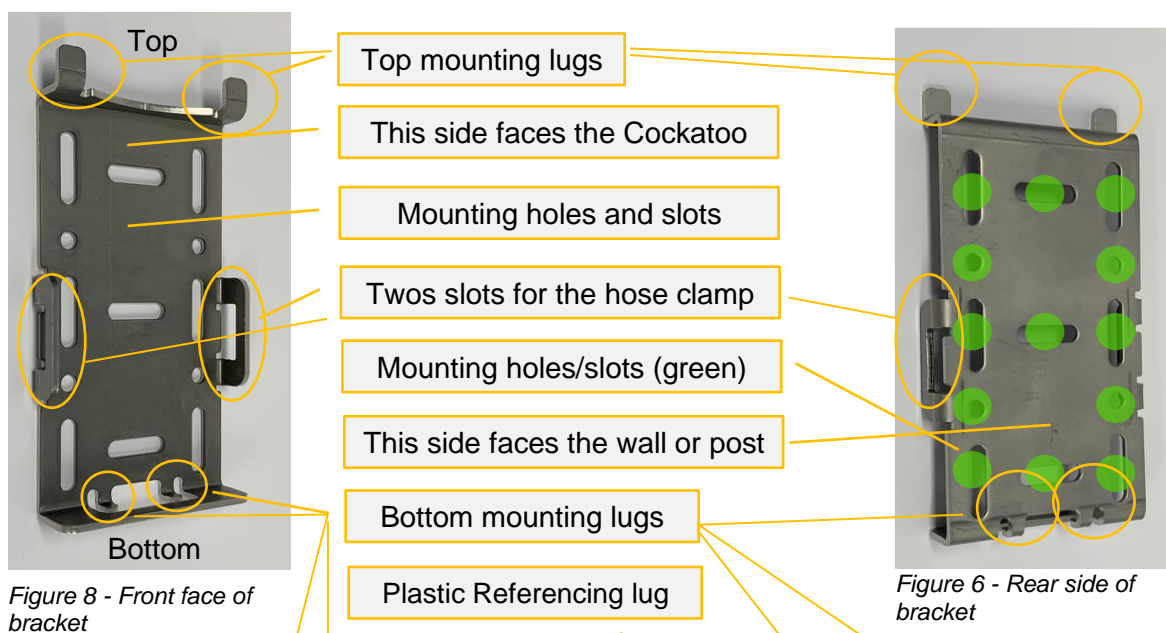 Top
Top mounting lugs
This side faces the Cockatoo
Mounting holes and slots
Twos slots for the hose clamp
Mounting holes/slots (green)
This side faces the wall or post
Bottom mounting lugs
Bottom
Plastic Referencing lug
Figure 8 - Front face of
bracket
Figure 6 - Rear side of
bracket